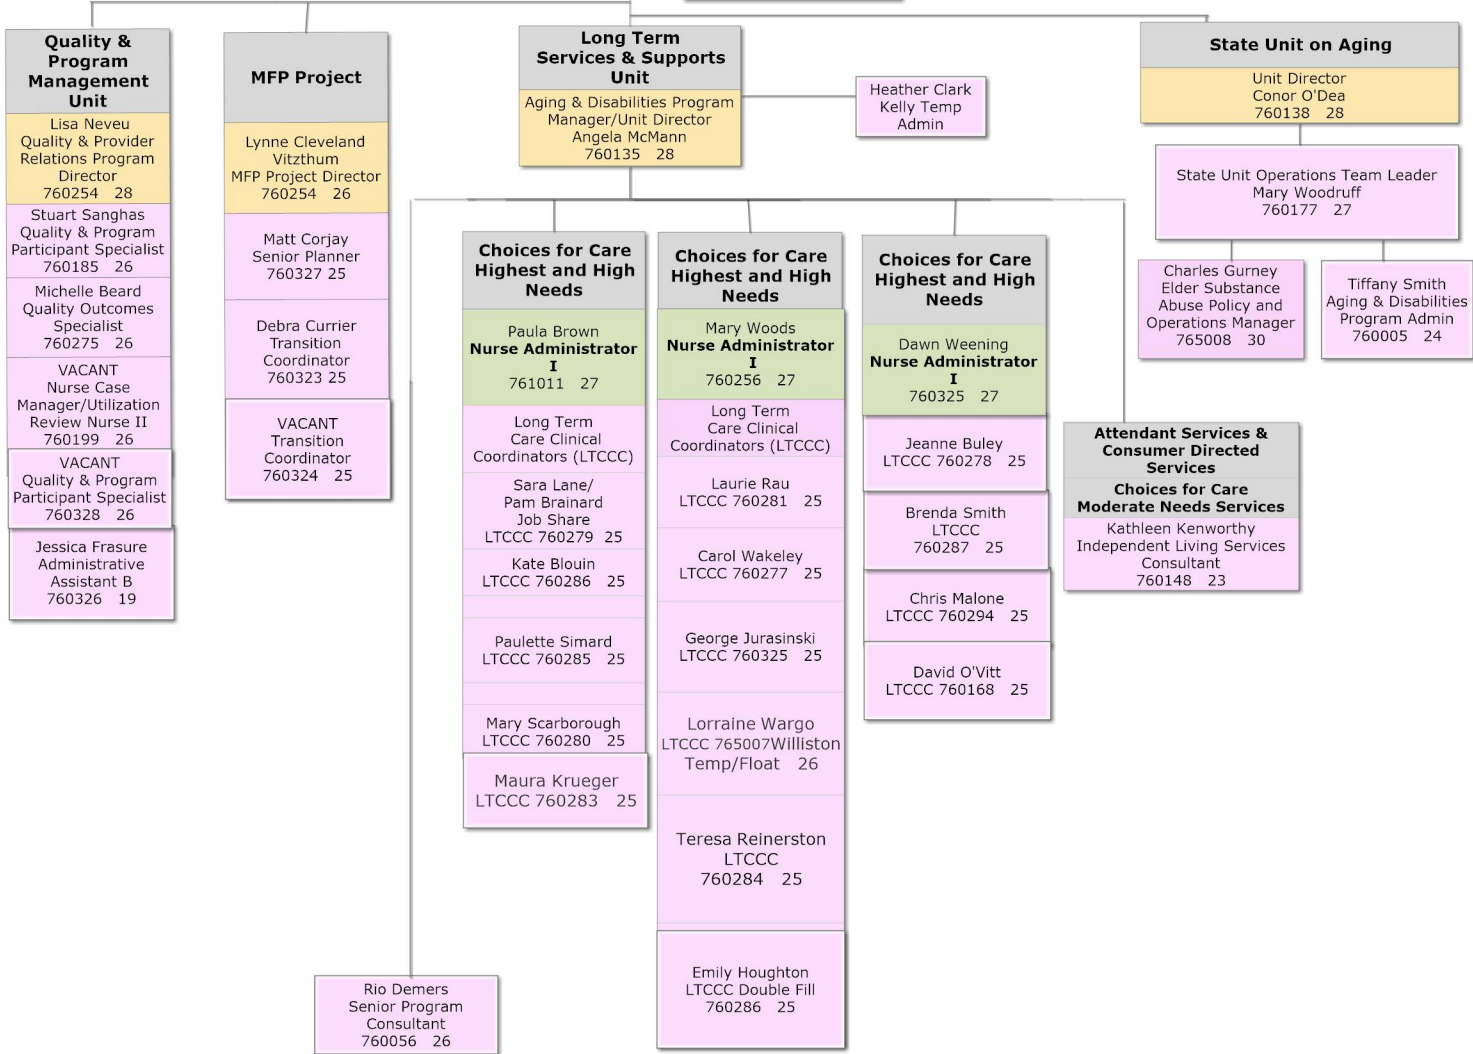 Quality &
Program
Management
Unit
Lisa Neveu
Quality & Provider
Relations Program
Director
760254 28
Stuart Sanghas
Quality & Program
Participant Specialist
760185 26
Michelle Beard
Quality Outcomes
Specialist
760275 26
VACANT
Nurse Case
Manager/Utilization
Review Nurse II
760199 26
VACANT
Quality & Program
Participant Specialist
760328 26
Jessica Frasure
Administrative
Assistant B
760326 19
MFP Project
Lynne Cleveland
Vitzthum
MFP Project Director
760254 26
Matt Corjay
Senior Planner
760327 25
Debra Currier
Transition
Coordinator
760323 25
VACANT
Transition
Coordinator
760324 25
Long Term
Services & Supports
Unit
Aging & Disabilities Program
Manager/Unit Director
Angela McMann
760135 28
Heather Clark
Kelly Temp
Admin
Rio Demers
Senior Program
Consultant
760056 26
Choices for Care
Highest and High
Needs
Paula Brown
Nurse Administrator
I
761011 27
Long Term
Care Clinical
Coordinators (LTCCC)
Sara Lane/
Pam Brainard
Job Share
LTCCC 760279 25
Kate Blouin
LTCCC 760286 25
Paulette Simard
LTCCC 760285 25
Mary Scarborough
LTCCC 760280 25
Maura Krueger
LTCCC 760283 25
Choices for Care
Highest and High
Needs
Mary Woods
Nurse Administrator
I
760256 27
Long Term
Care Clinical
Coordinators (LTCCC)
Laurie Rau
LTCCC 760281 25
Carol Wakeley
LTCCC 760277 25
George Jurasinski
LTCCC 760325 25
Lorraine Wargo
LTCCC 765007Williston
Temp/Float 26
Teresa Reinerston
LTCCC
760284 25
Emily Houghton
LTCCC Double Fill
760286 25
Choices for Care
Highest and High
Needs
Dawn Weening
Nurse Administrator
I
760325 27
Jeanne Buley
LTCCC 760278 25
Brenda Smith
LTCCC
760287 25
Chris Malone
LTCCC 760294 25
David O'Vitt
LTCCC 760168 25
Attendant Services &
Consumer Directed
Services
Choices for Care
Moderate Needs Services
Kathleen Kenworthy
Independent Living Services
Consultant
760148 23
State Unit on Aging
Unit Director
Conor O'Dea
760138 28
State Unit Operations Team Leader
Mary Woodruff
760177 27
Charles Gurney
Elder Substance
Abuse Policy and
Operations Manager
765008 30
Tiffany Smith
Aging & Disabilities
Program Admin
760005 24